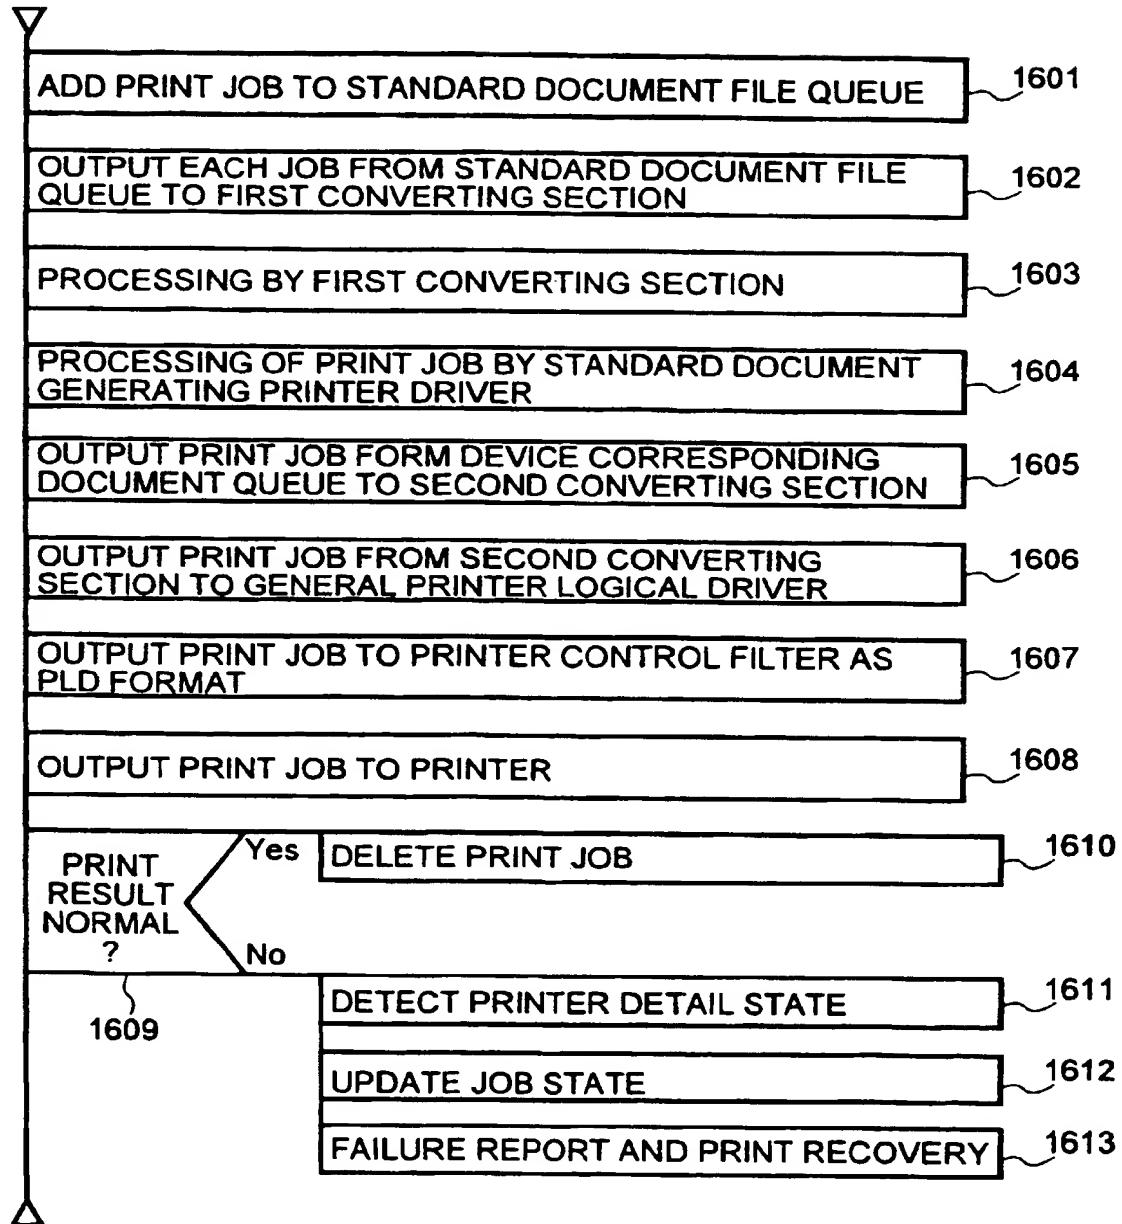 ADD PRINT JOB TO STANDARD DOCUMENT FILE QUEUE
1601
OUTPUT EACH JOB FROM STANDARD DOCUMENT FILE
QUEUE TO FIRST CONVERTING SECTION
1602
PROCESSING BY FIRST CONVERTING SECTION
1603
PROCESSING OF PRINT JOB BY STANDARD DOCUMENT
GENERATING PRINTER DRIVER
1604
OUTPUT PRINT JOB FORM DEVICE CORRESPONDING
DOCUMENT QUEUE TO SECOND CONVERTING SECTION
1605
OUTPUT PRINT JOB FROM SECOND CONVERTING
SECTION TO GENERAL PRINTER LOGICAL DRIVER
1606
OUTPUT PRINT JOB TO PRINTER CONTROL FILTER AS
PLD FORMAT
1607
OUTPUT PRINT JOB TO PRINTER
1608
PRINT
RESULT
NORMAL
?
1609
Yes
DELETE PRINT JOB
1610
No
DETECT PRINTER DETAIL STATE
1611
UPDATE JOB STATE
1612
FAILURE REPORT AND PRINT RECOVERY
1613